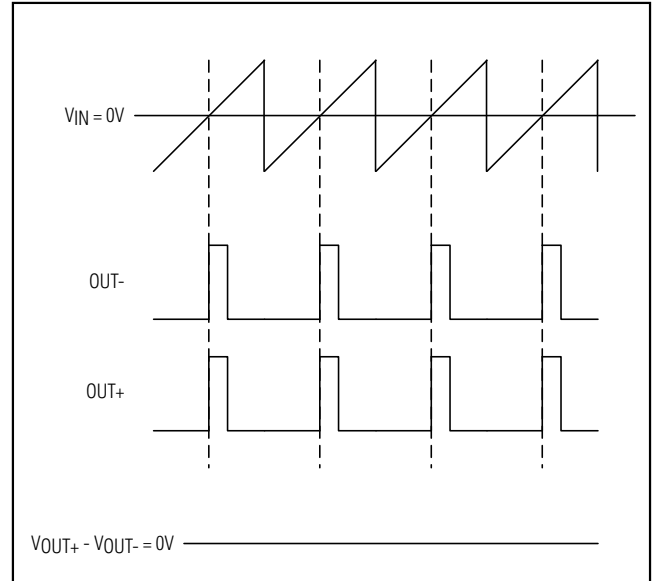 VIN = 0V
OUT-
OUT+
VOUT+ - VOUT- = 0V